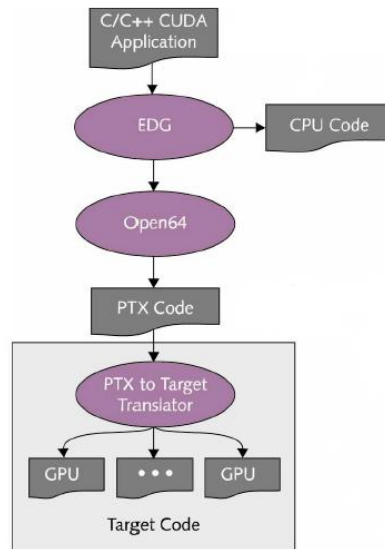 C/C++ CUDA
Application
EDG
CPU Code
Open64
PTX Code
PTX to Target
Translator
GPU
• • •
GPU
Target Code